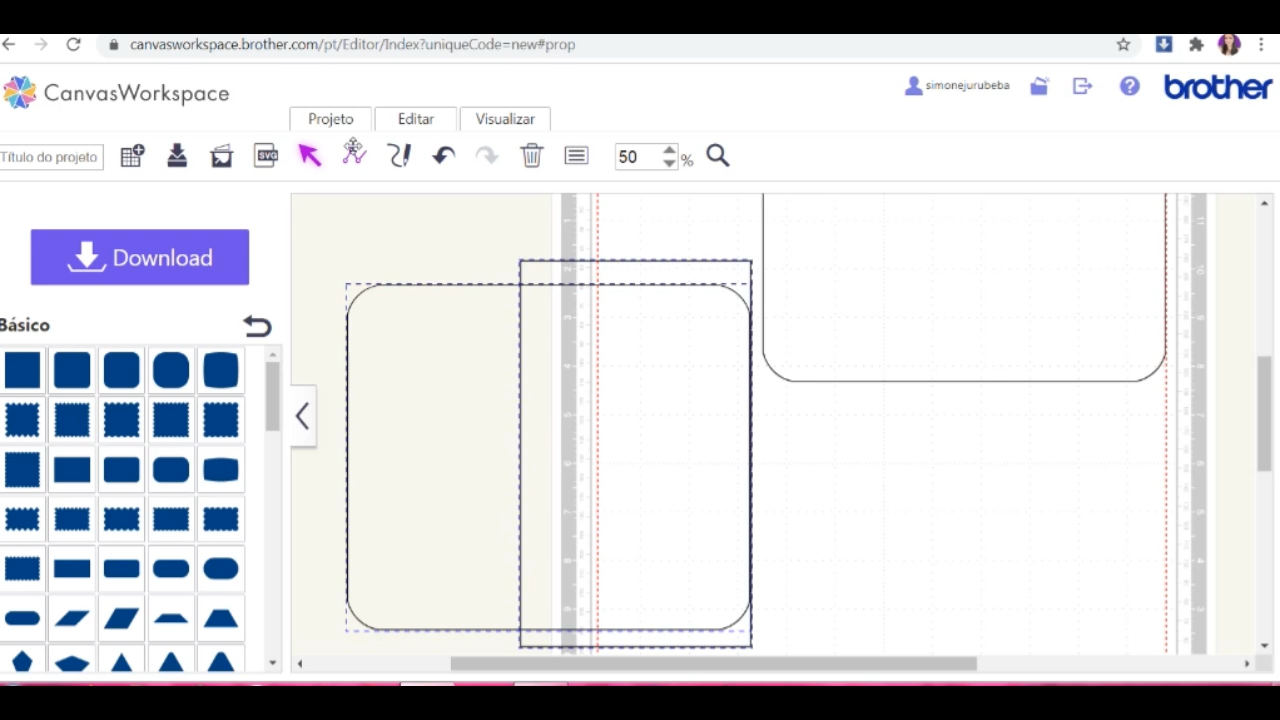 canvasworkspace.brother.com/pt/Editor/Index?uniqueCode=new#prop
CanvasWorkspace
simonejurubeba
brother
Projeto
Editar
Visualizar
Título do projeto
SVG
50
%
Download
Básico